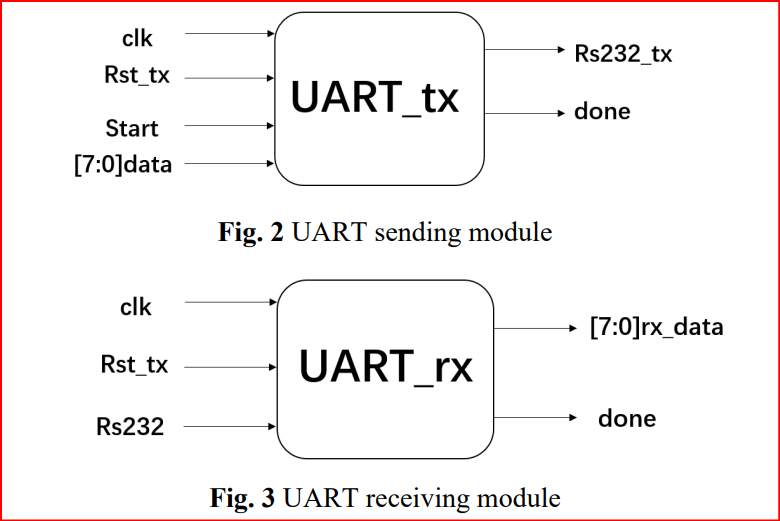 clk
Rst_tx
Start
[7:0]data
UART_tx
Rs232_tx
done
Fig. 2 UART sending module
clk
Rst_tx
Rs232
UART_rx
[7:0]rx_data
done
Fig. 3 UART receiving module